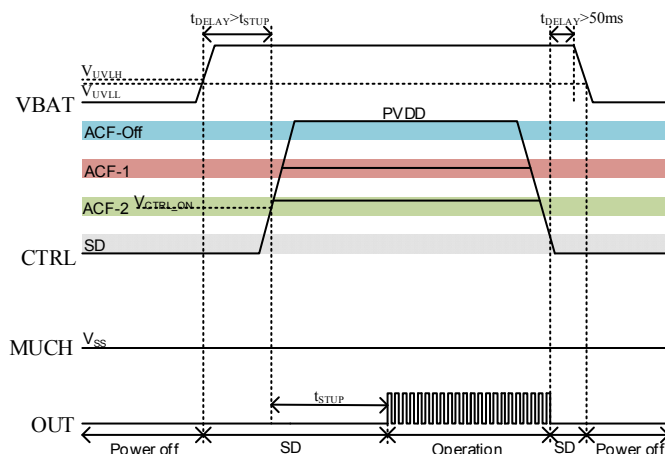 tDELAY>tSTUP
tDELAY>50ms
VUVLH
VUVLL
VBAT
PVDD
ACF-Off
ACF-1
ACF-2
VCTRL_ON
SD
CTRL
VSS
MUCH
tSTUP
OUT
Power off
SD
Operation
SD
Power off